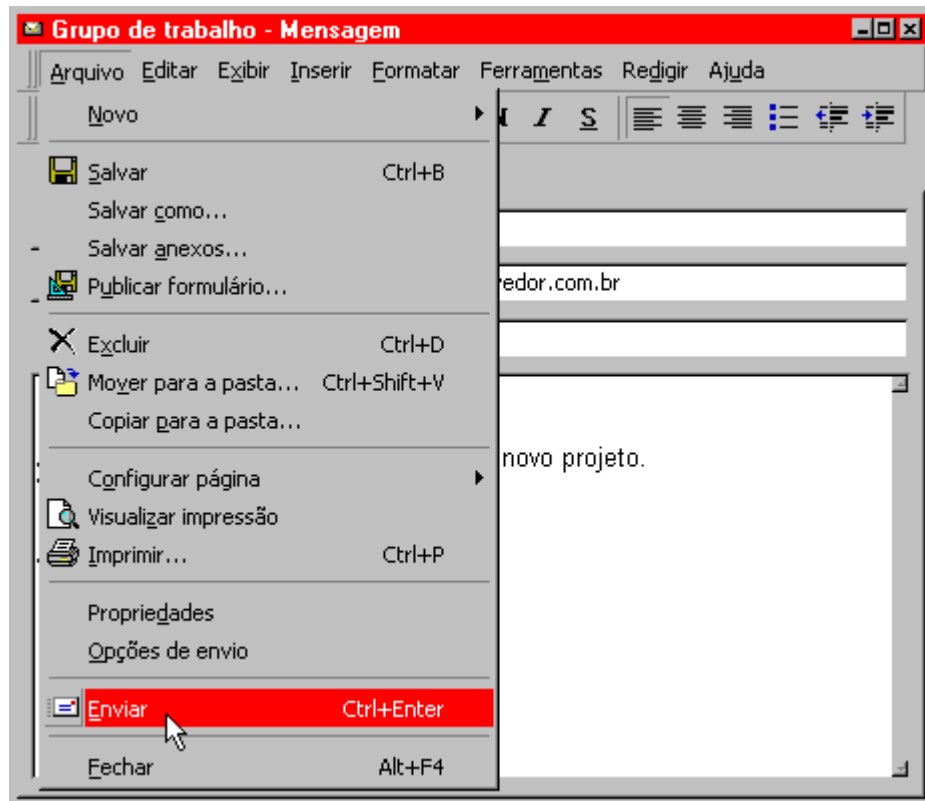 Grupo de trabalho - Mensagem
Arquivo Editar Exibir Inserir Formatar Ferramentas Redigir Ajuda
Novo
I S
Salvar Ctrl+B
Salvar como...
Salvar anexos...
Publicar formulário...
vedor.com.br
Excluir Ctrl+D
Mover para a pasta... Ctrl+Shift+V
Copiar para a pasta...
novo projeto.
Configurar página
Visualizar impressão
Imprimir... Ctrl+P
Propriedades
Opções de envio
Enviar Ctrl+Enter
Fechar Alt+F4